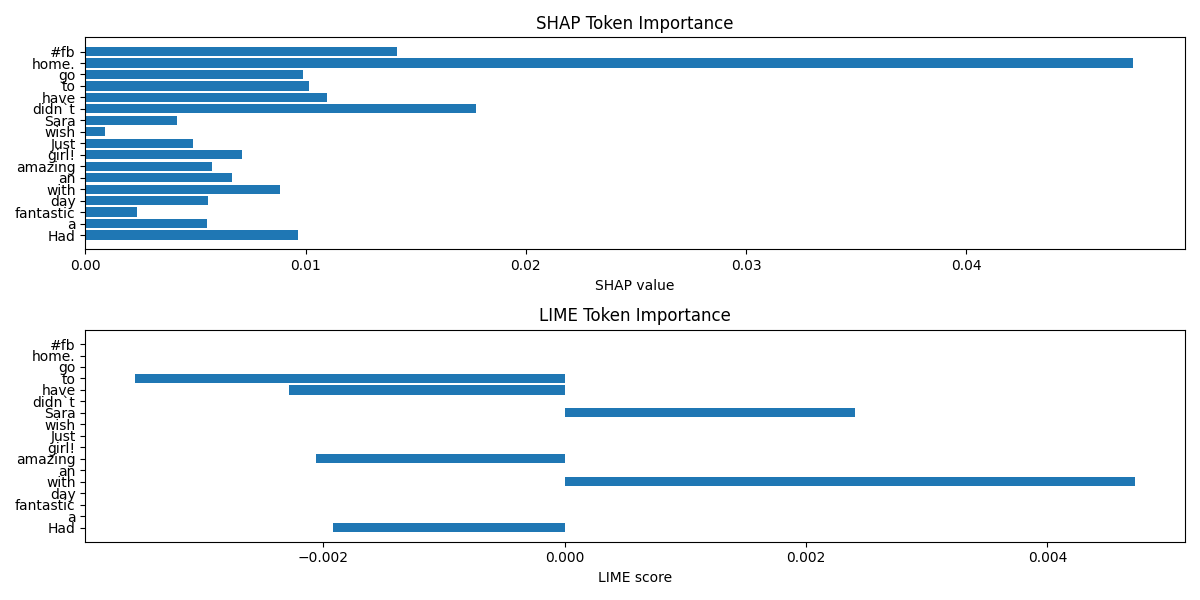 SHAP Token Importance
#fb
home.
go
to
have
didn`t
Sara
wish
Just
girl!
amazing
an
with
day
fantastic
a
Had
0.00 0.01 0.02 0.03 0.04
SHAP value
LIME Token Importance
#fb
home.
go
to
have
didn`t
Sara
wish
Just
girl!
amazing
an
with
day
fantastic
a
Had
−0.002 0.000 0.002 0.004
LIME score